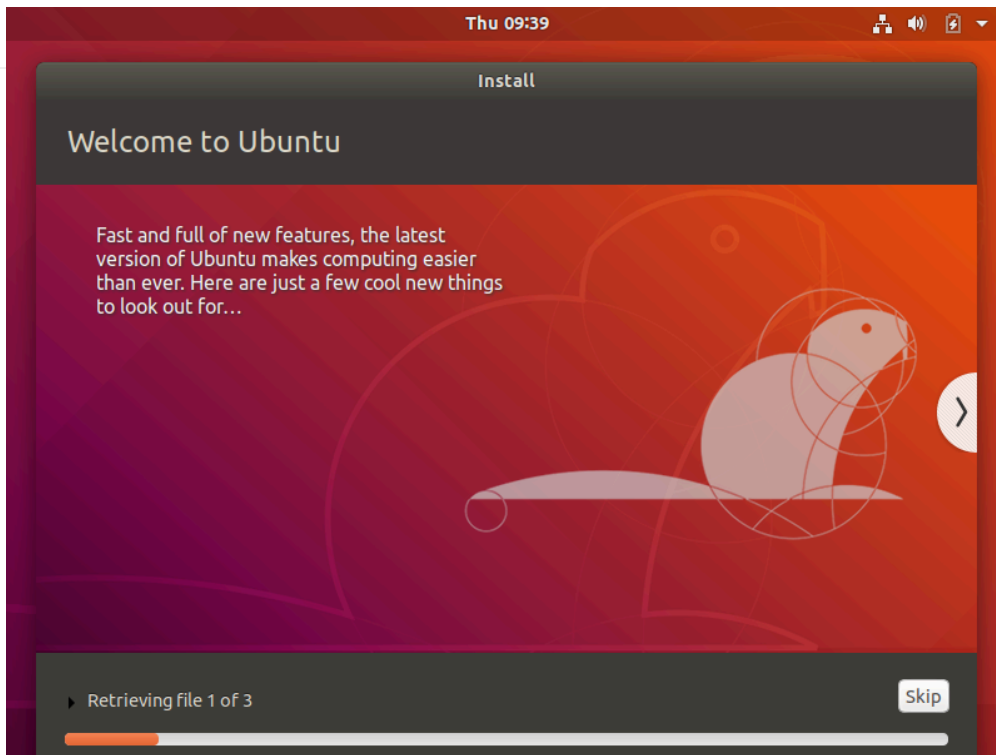 Thu 09:39
Install
Welcome to Ubuntu
Fast and full of new features, the latest
version of Ubuntu makes computing easier
than ever. Here are just a few cool new things
to look out for…
Retrieving file 1 of 3
Skip